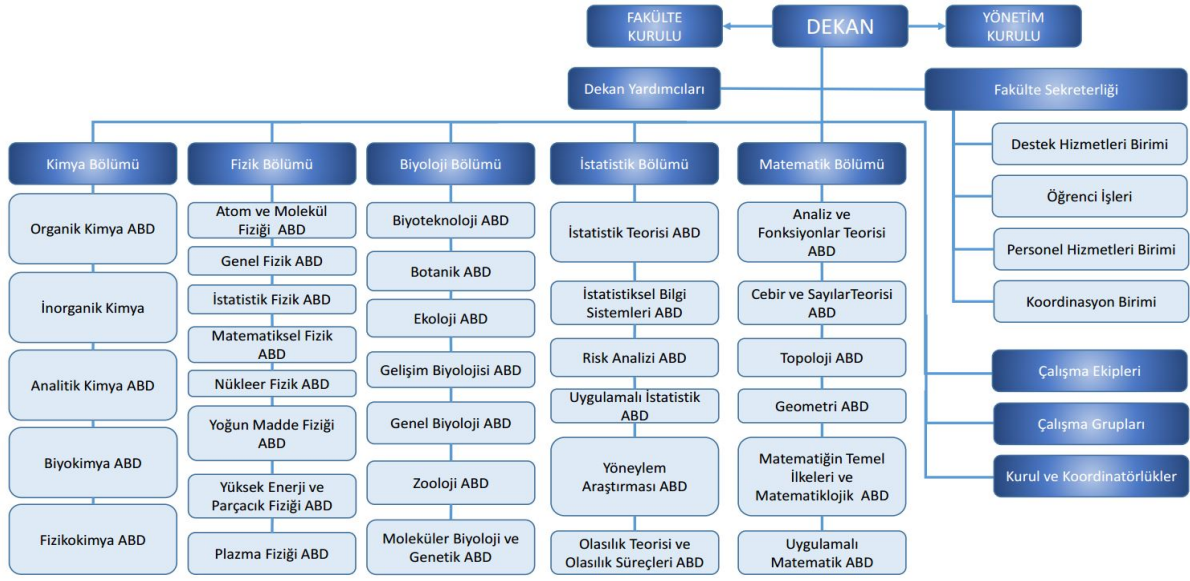 FAKÜLTE
KURULU
DEKAN
YÖNETİM
KURULU
Dekan Yardımcıları
Fakülte Sekreterliği
Destek Hizmetleri Birimi
Öğrenci İşleri
Personel Hizmetleri Birimi
Koordinasyon Birimi
Kimya Bölümü
Organik Kimya ABD
İnorganik Kimya
Analitik Kimya ABD
Biyokimya ABD
Fizikokimya ABD
Fizik Bölümü
Atom ve Molekül
Fiziği ABD
Genel Fizik ABD
İstatistik Fizik ABD
Matematiksel Fizik
ABD
Nükleer Fizik ABD
Yoğun Madde Fiziği
ABD
Yüksek Enerji ve
Parçacık Fiziği ABD
Plazma Fiziği ABD
Biyoloji Bölümü
Biyoteknoloji ABD
Botanik ABD
Ekoloji ABD
Gelişim Biyolojisi ABD
Genel Biyoloji ABD
Zooloji ABD
Moleküler Biyoloji ve
Genetik ABD
İstatistik Bölümü
İstatistik Teorisi ABD
İstatistiksel Bilgi
Sistemleri ABD
Risk Analizi ABD
Uygulamalı İstatistik
ABD
Yöneylem
Araştırması ABD
Olasılık Teorisi ve
Olasılık Süreçleri ABD
Matematik Bölümü
Analiz ve
Fonksiyonlar Teorisi
ABD
Cebir ve SayılarTeorisi
ABD
Topoloji ABD
Geometri ABD
Matematiğin Temel
İlkeleri ve
Matematiklojik ABD
Uygulamalı
Matematik ABD
Çalışma Ekipleri
Çalışma Grupları
Kurul ve Koordinatörlükler